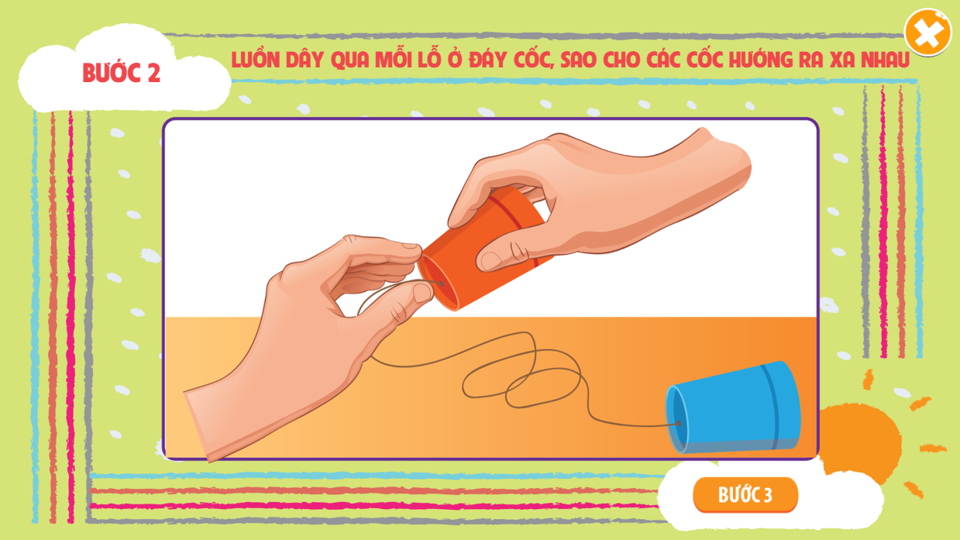 BƯỚC 2
LUỒN DÂY QUA MỖI LỖ Ở ĐÁY CỐC, SAO CHO CÁC CỐC HƯỚNG RA XA NHAU
BƯỚC 3